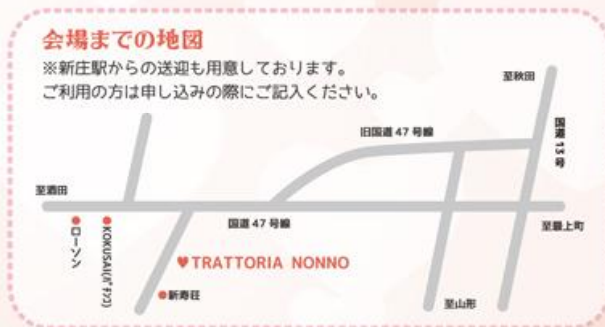 会場までの地図
※新庄駅からの送迎も用意しております。
ご利用の方は申し込みの際にご記入ください。
至秋田
国道13号
旧国道47号線
至酒田
国道47号線
至最上町
ローソン
KOKUSAI(パチンコ)
♥TRATTORIA NONNO
新寿荘
至山形